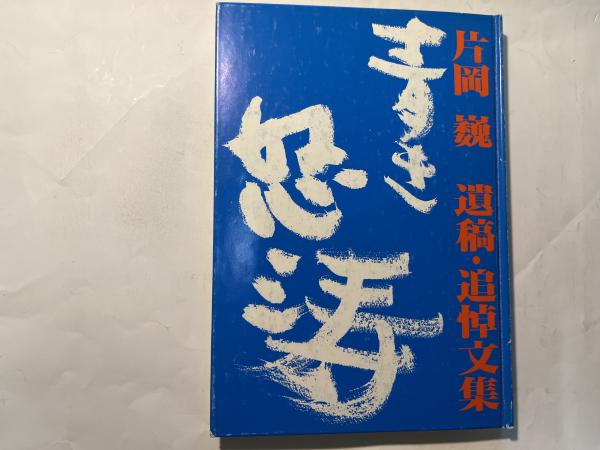 片岡 巍 遺稿・追悼文集
青き
怒涛